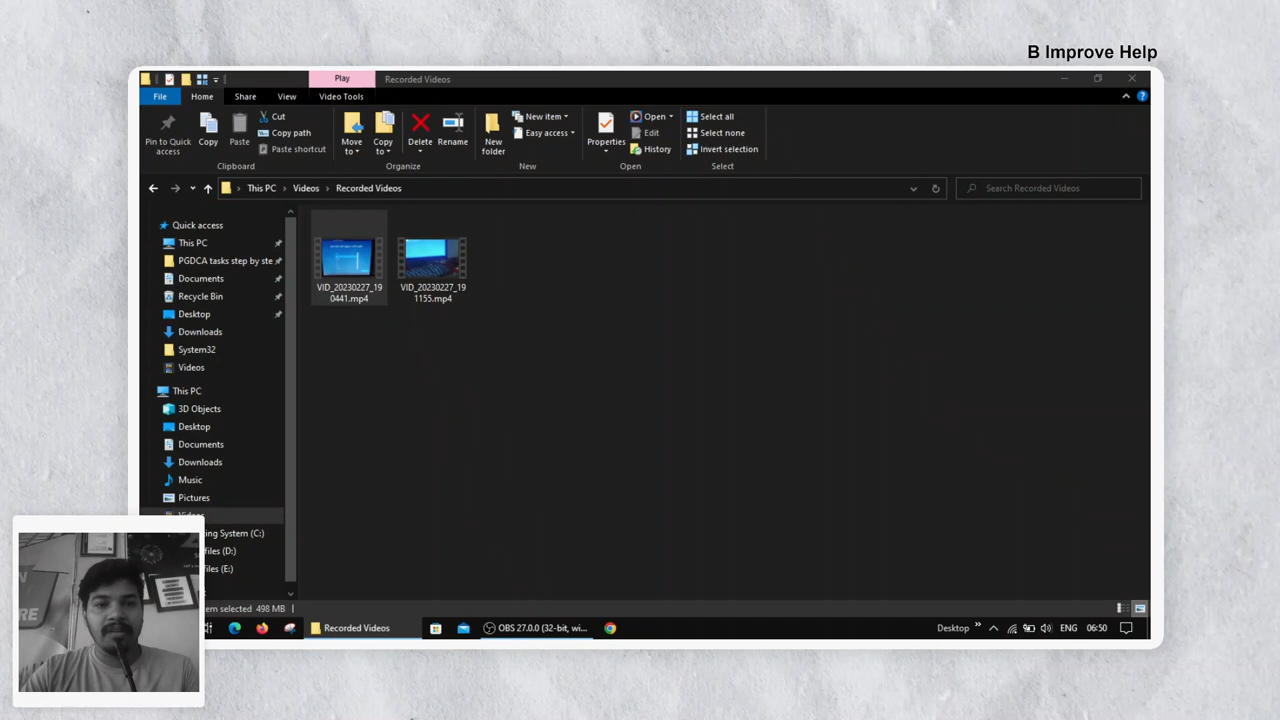 B Improve Help
Play
Recorded Videos
File
Home
Share
View
Video Tools
Pin to Quick
access
Copy
Paste
Cut
Copy path
Paste shortcut
Clipboard
Move
to
Copy
to
Delete
Rename
Organize
New
folder
New item
Easy access
New
Properties
Open
Edit
History
Open
Select all
Select none
Invert selection
Select
This PC
Videos
Recorded Videos
Search Recorded Videos
Quick access
This PC
PGDCA tasks step by ste
Documents
Recycle Bin
Desktop
Downloads
System32
Videos
This PC
3D Objects
Desktop
Documents
Downloads
Music
Pictures
Videos
ing System (C:)
files (D:)
files (E:)
VID_20230227_19
0441.mp4
VID_20230227_19
1155.mp4
em selected 498 MB
Recorded Videos
OBS 27.0.0 (32-bit, wi...
Desktop
ENG
06:50